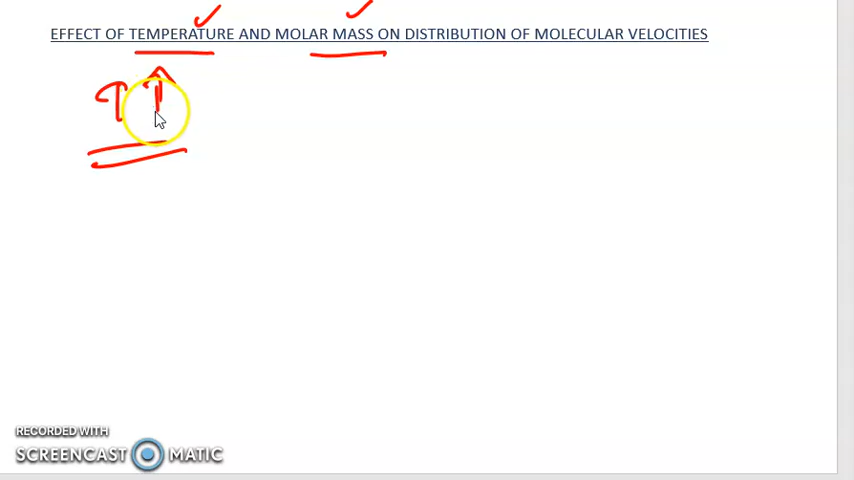 EFFECT OF TEMPERATURE AND MOLAR MASS ON DISTRIBUTION OF MOLECULAR VELOCITIES
RECORDED WITH
SCREENCAST MATIC